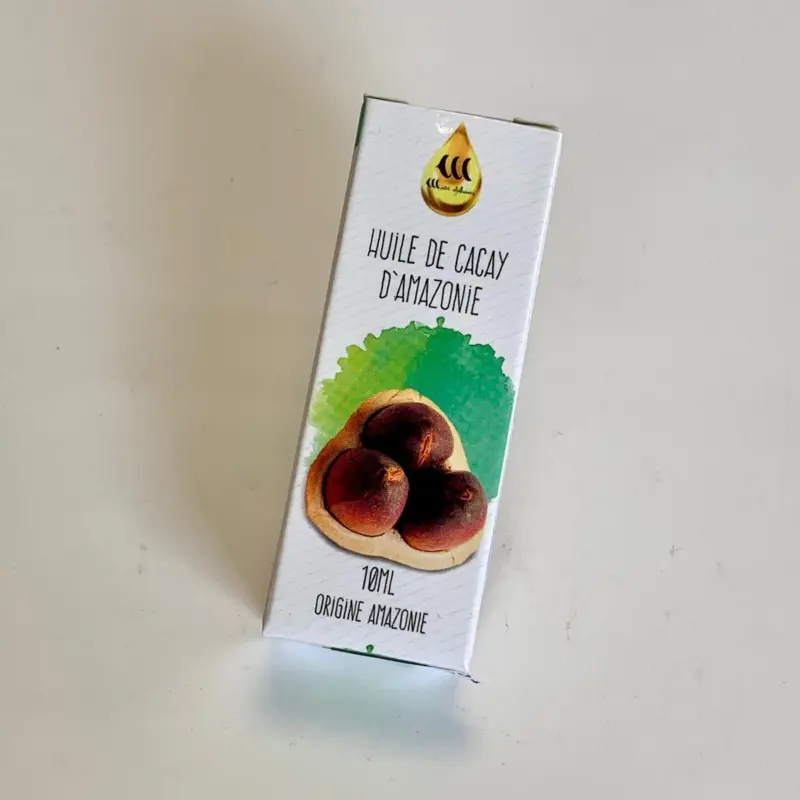 HUILE DE CACAY
D'AMAZONIE
10ML
ORIGINE AMAZONIE